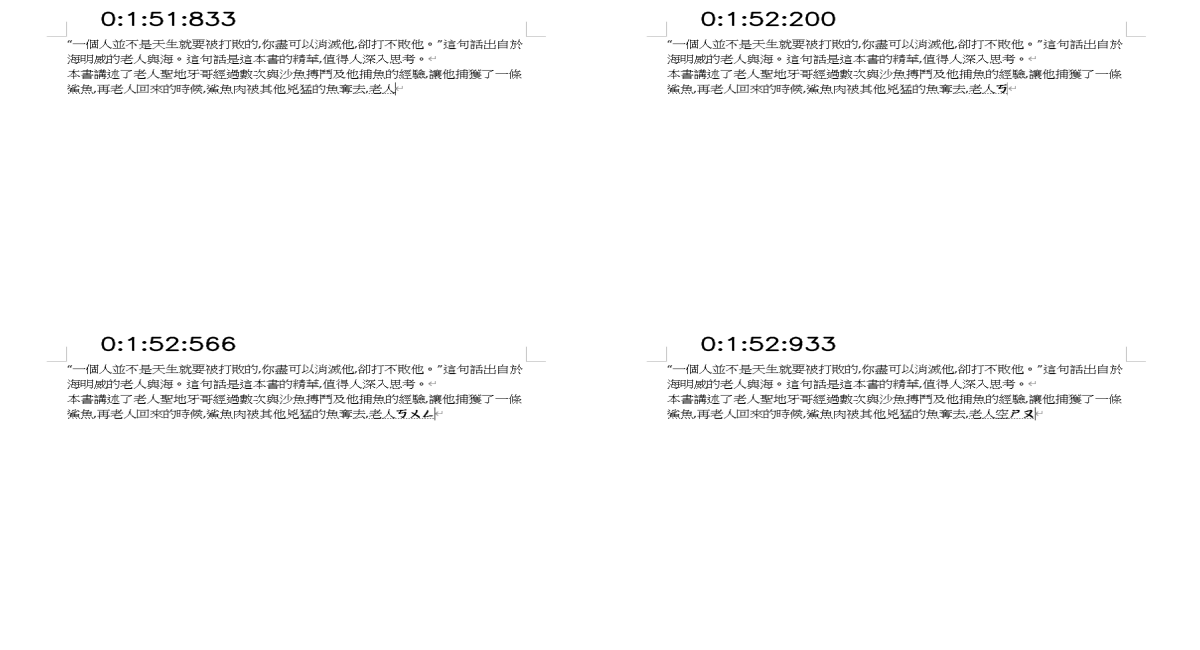 0:1:51:833
“一個人並不是天生就要被打敗的,你盡可以消滅他,卻打不敗他。”這句話出自於
海明威的老人與海。這句話是這本書的精華,值得人深入思考。
本書講述了老人聖地牙哥經過數次與沙魚搏鬥及他捕魚的經驗,讓他捕獲了一條
鯊魚,再老人回來的時候,鯊魚肉被其他兇猛的魚奪去,老人
0:1:52:200
“一個人並不是天生就要被打敗的,你盡可以消滅他,卻打不敗他。”這句話出自於
海明威的老人與海。這句話是這本書的精華,值得人深入思考。
本書講述了老人聖地牙哥經過數次與沙魚搏鬥及他捕魚的經驗,讓他捕獲了一條
鯊魚,再老人回來的時候,鯊魚肉被其他兇猛的魚奪去,老人ㄎ
0:1:52:566
“一個人並不是天生就要被打敗的,你盡可以消滅他,卻打不敗他。”這句話出自於
海明威的老人與海。這句話是這本書的精華,值得人深入思考。
本書講述了老人聖地牙哥經過數次與沙魚搏鬥及他捕魚的經驗,讓他捕獲了一條
鯊魚,再老人回來的時候,鯊魚肉被其他兇猛的魚奪去,老人ㄎㄨㄥ
0:1:52:933
“一個人並不是天生就要被打敗的,你盡可以消滅他,卻打不敗他。”這句話出自於
海明威的老人與海。這句話是這本書的精華,值得人深入思考。
本書講述了老人聖地牙哥經過數次與沙魚搏鬥及他捕魚的經驗,讓他捕獲了一條
鯊魚,再老人回來的時候,鯊魚肉被其他兇猛的魚奪去,老人空ㄕㄡ